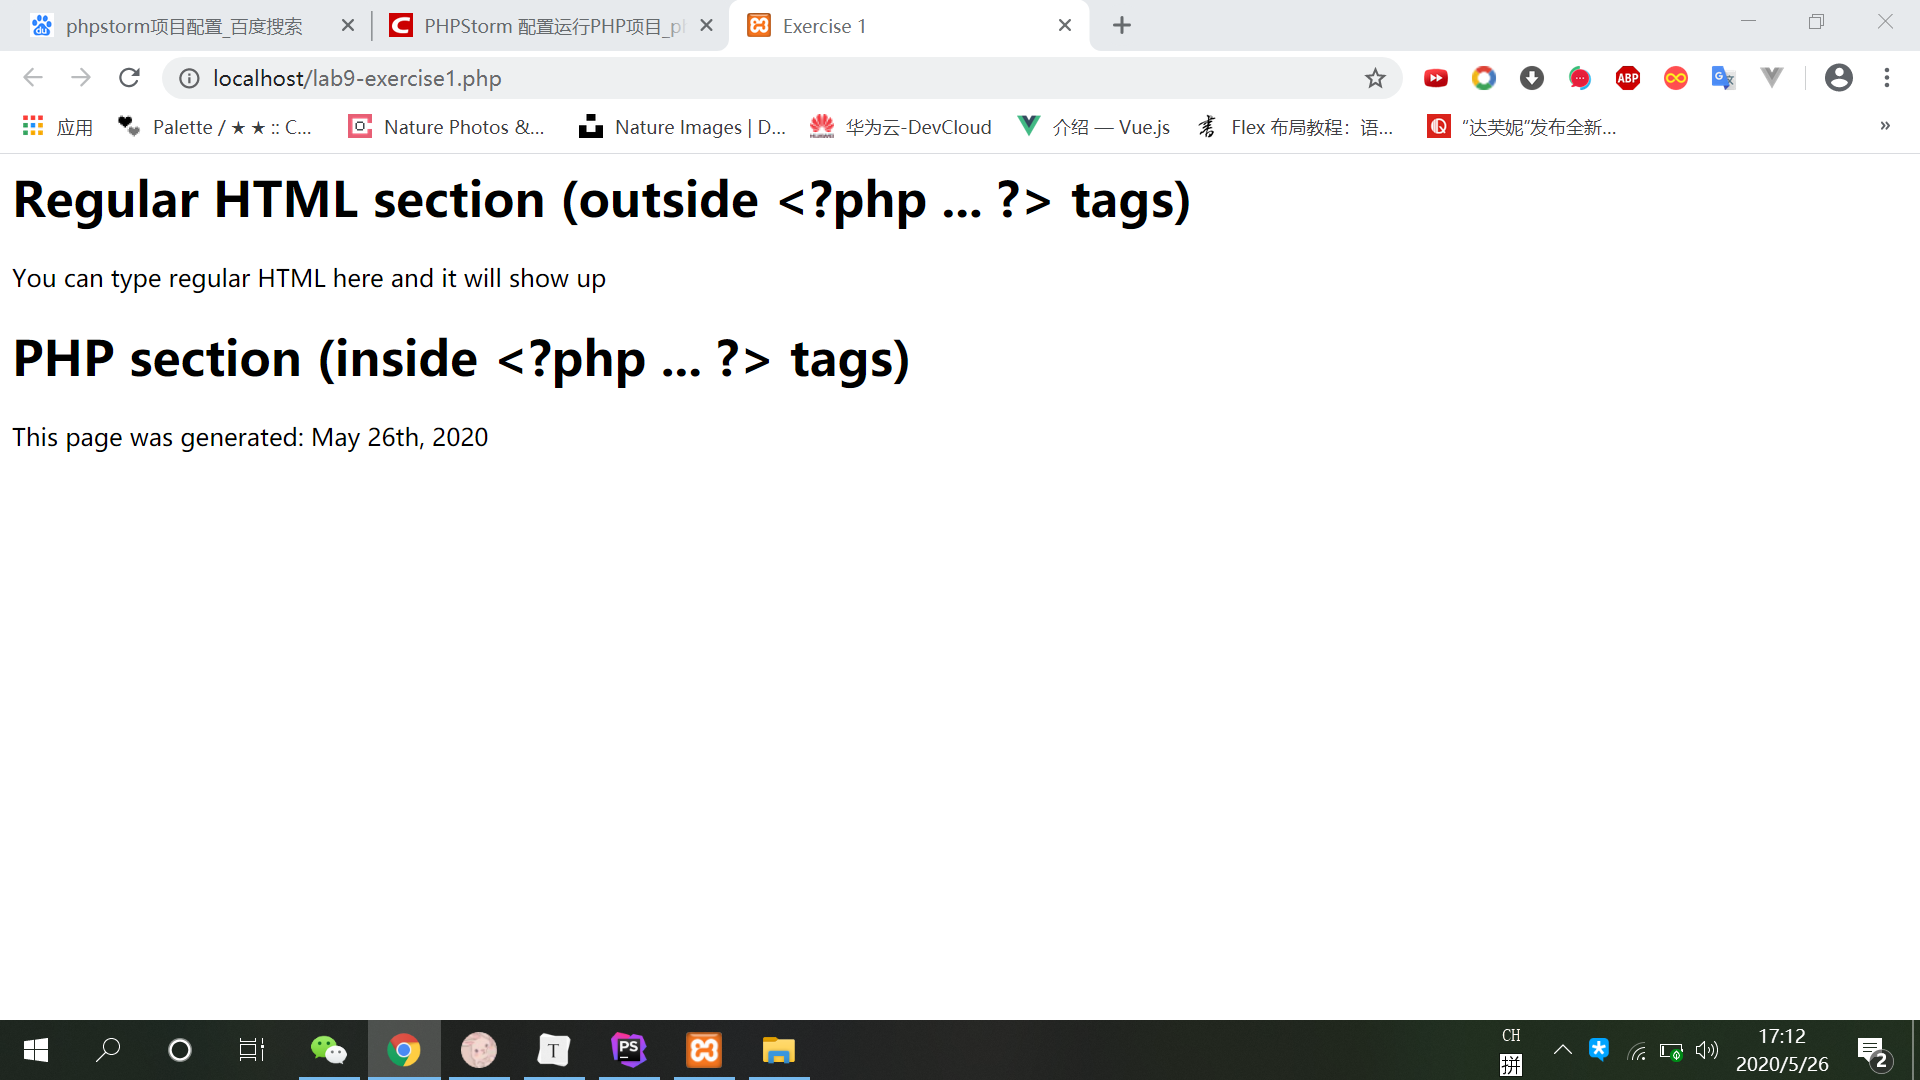 phpstorm项目配置_百度搜索
PHPStorm 配置运行PHP项目_p
Exercise 1
localhost/lab9-exercise1.php
ABP
应用
Palette / ★ ★ :: C...
Nature Photos &...
Nature Images | D...
华为云-DevCloud
介绍 — Vue.js
Flex 布局教程：语...
“达芙妮”发布全新...
»
Regular HTML section (outside <?php ... ?> tags)
You can type regular HTML here and it will show up
PHP section (inside <?php ... ?> tags)
This page was generated: May 26th, 2020
T
PS
CH
拼
17:12
2020/5/26
2